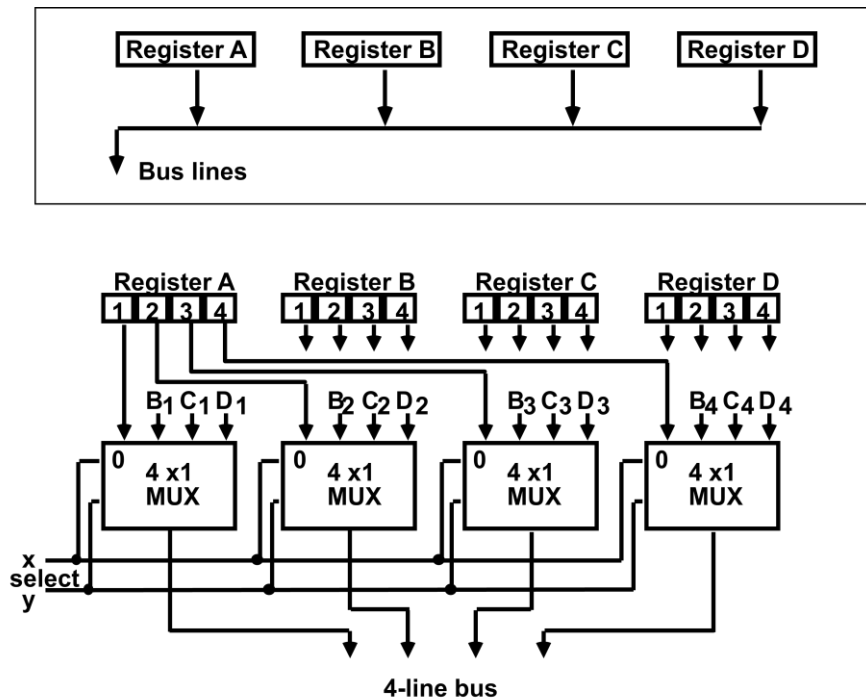 Register A Register B Register C Register D
Bus lines
Register A Register B Register C Register D
1 2 3 4 1 2 3 4 1 2 3 4 1 2 3 4
B1 C1 D1 B2 C2 D2 B3 C3 D3 B4 C4 D4
0 0 0 0
4 x1 4 x1 4 x1 4 x1
MUX MUX MUX MUX
x
select
y
4-line bus